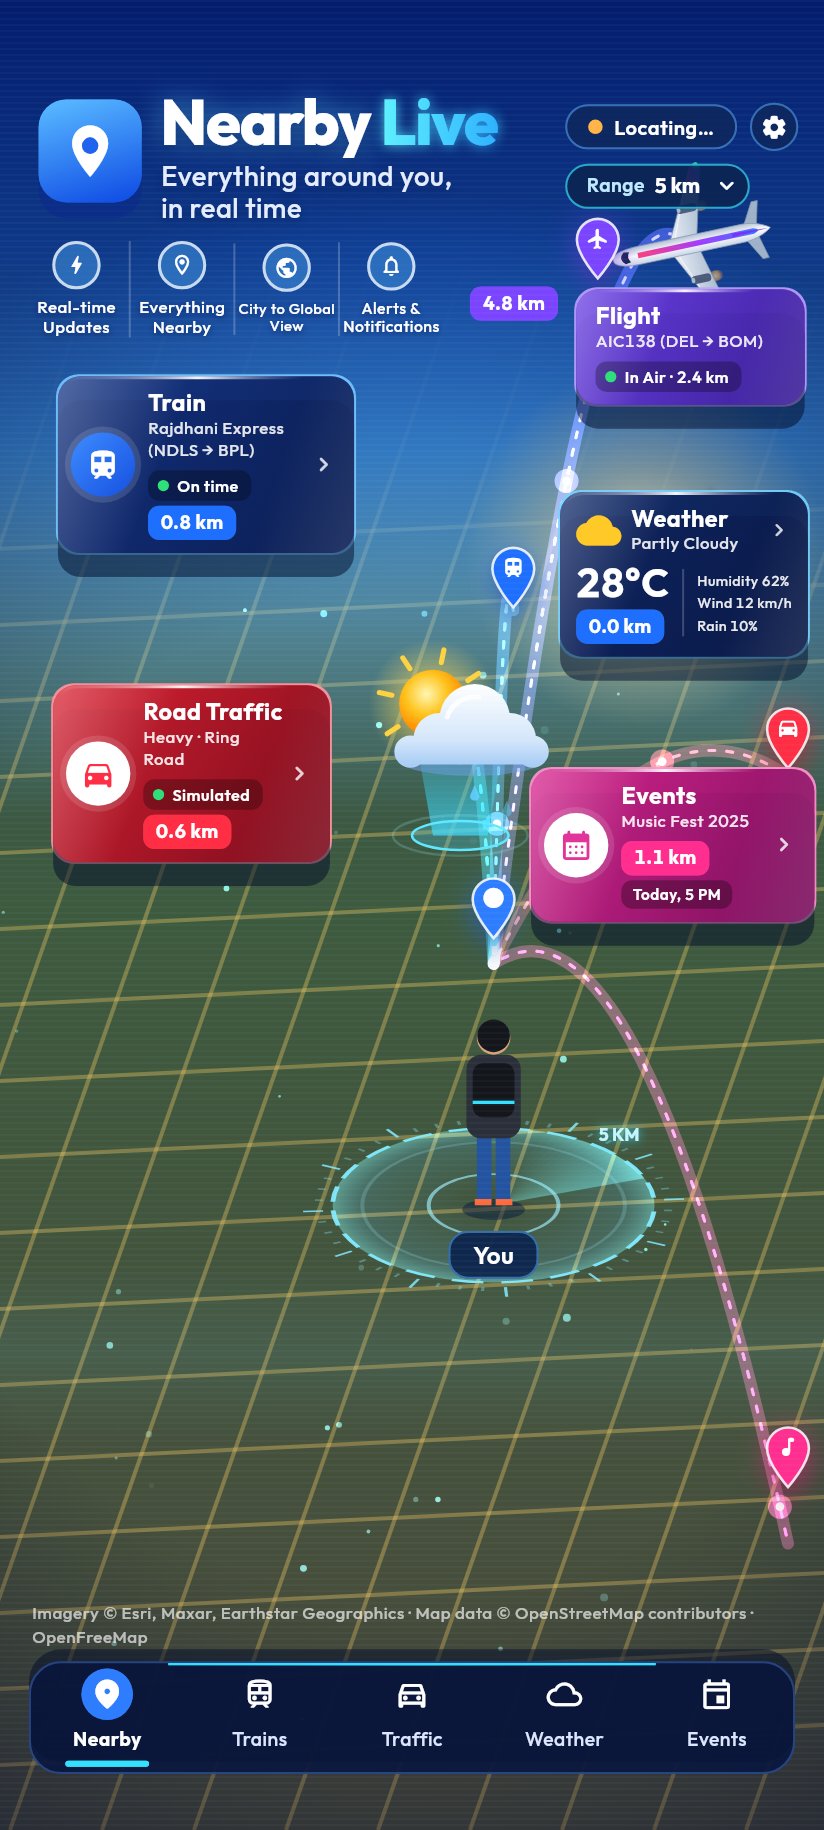 Nearby Live
Everything around you,
in real time
Locating...
Range 5 km
Real-time
Updates
Everything
Nearby
City to Global
View
Alerts &
Notifications
4.8 km
Flight
AIC138 (DEL → BOM)
In Air · 2.4 km
Train
Rajdhani Express
(NDLS → BPL)
On time
0.8 km
Weather
Partly Cloudy
28°C
Humidity 62%
Wind 12 km/h
Rain 10%
0.0 km
Road Traffic
Heavy · Ring
Road
Simulated
0.6 km
Events
Music Fest 2025
1.1 km
Today, 5 PM
5 KM
You
Imagery © Esri, Maxar, Earthstar Geographics · Map data © OpenStreetMap contributors ·
OpenFreeMap
Nearby
Trains
Traffic
Weather
Events